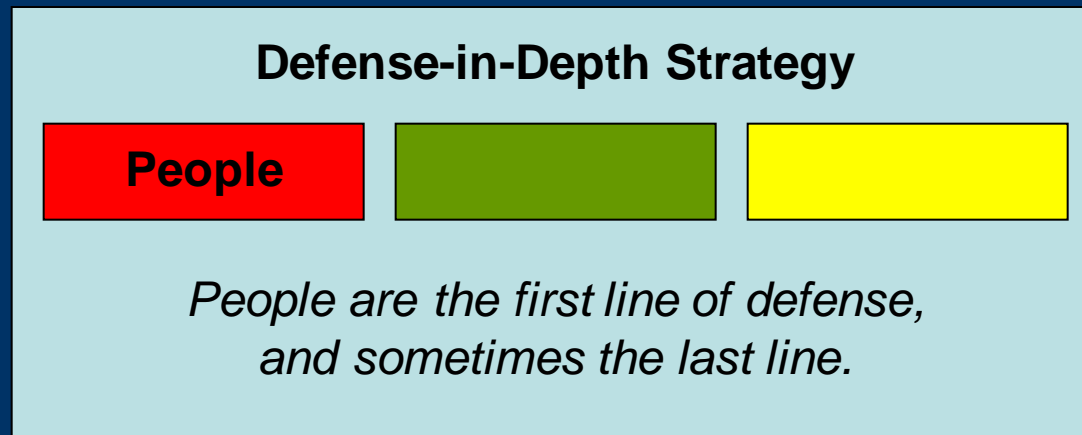 Defense-in-Depth Strategy
People
People are the first line of defense,
and sometimes the last line.